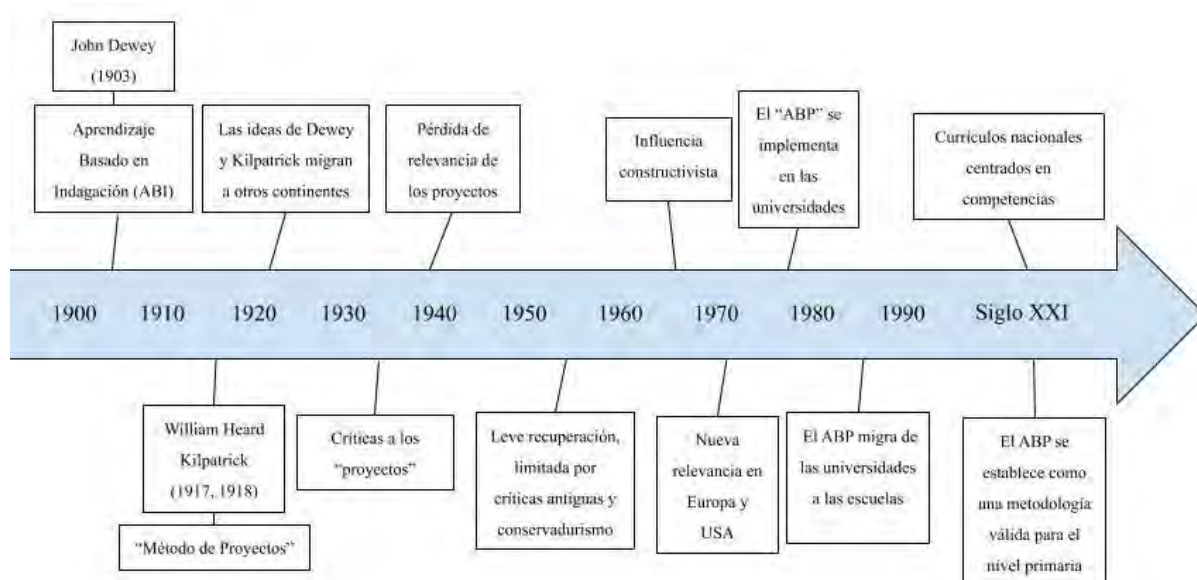 John Dewey
(1903)
Aprendizaje
Basado en
Indagación (ABI)
Las ideas de Dewey
y Kilpatrick migran
a otros continentes
Pérdida de
relevancia de
los proyectos
Influencia
constructivista
El “ABP” se
implementa
en las
universidades
Currículos nacionales
centrados en
competencias
1900
1910
1920
1930
1940
1950
1960
1970
1980
1990
Siglo XXI
William Heard
Kilpatrick
(1917, 1918)
“Método de Proyectos”
Críticas a los
“proyectos”
Leve recuperación,
limitada por
críticas antiguas y
conservadurismo
Nueva
relevancia en
Europa y
USA
El ABP migra de
las universidades
a las escuelas
El ABP se
establece como
una metodología
válida para el
nivel primaria